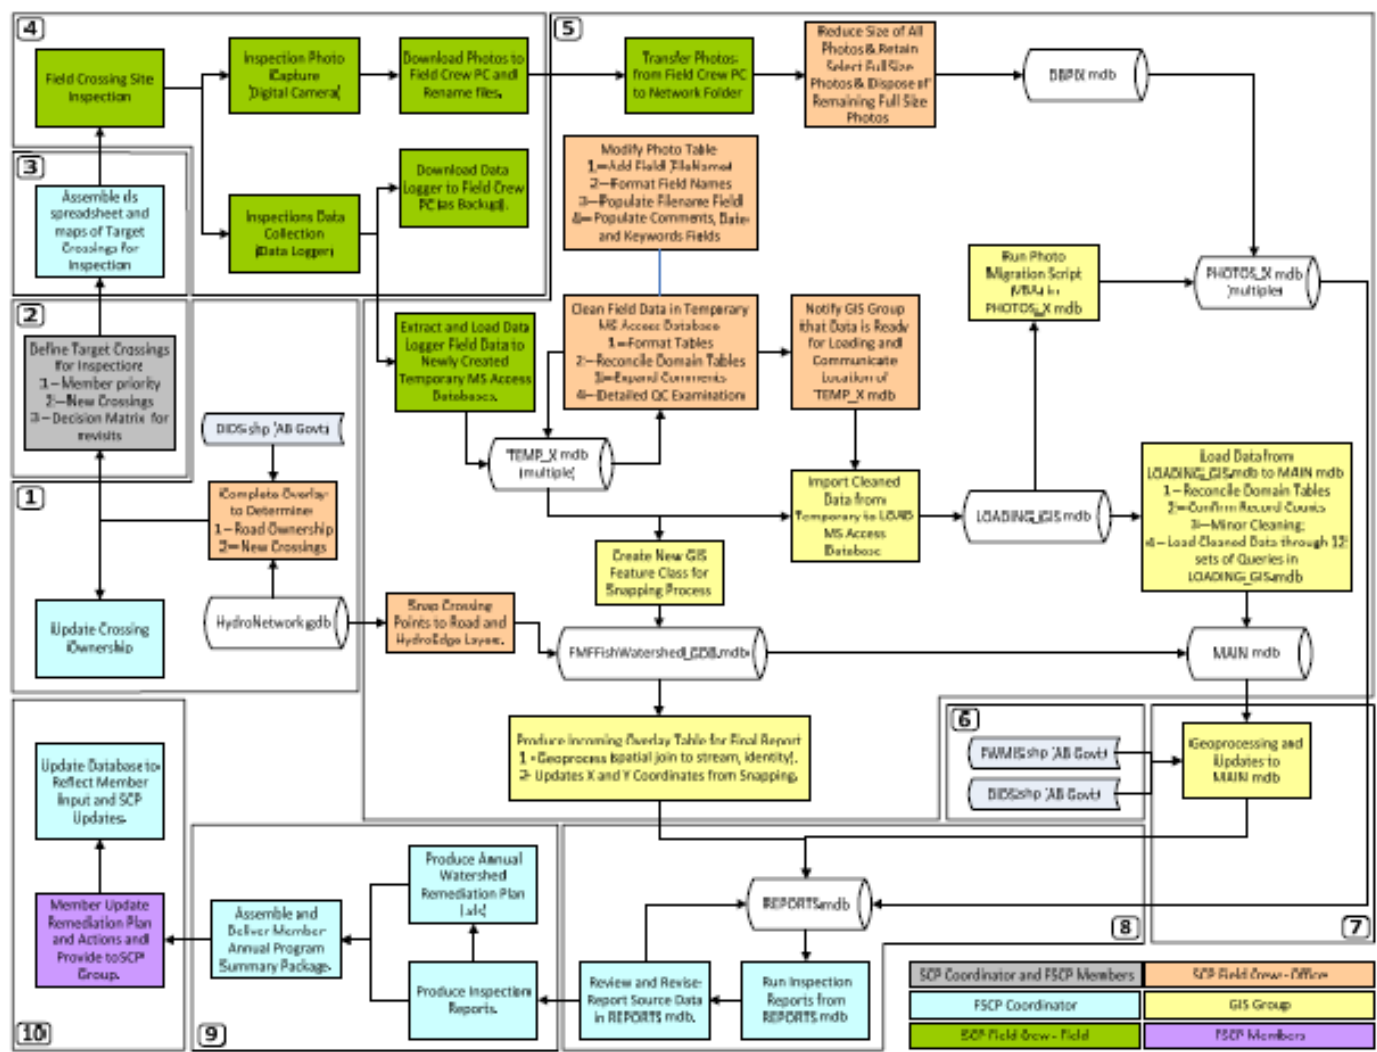 4
Field Crossing Site
Inspection
Inspection Photo
Capture
(Digital Camera)
Download Photos to
Field Crew PC and
Rename files.
Inspections Data
Collection
(Data Logger)
Download Data
Logger to Field Crew
PC (as Backup).
3
Assemble
spreadsheet and
maps of Target
Crossings for
Inspection
2
Define Target Crossings
for Inspection:
1 – Member priority
2 – New Crossings
3 – Decision Matrix for
revisits
1
DIDS.shp (AB Govt)
Complete Overlay
to Determine:
1 – Road Ownership
2 – New Crossings
HydroNetwork.gdb
Update Crossing
Ownership
5
Transfer Photos
from Field Crew PC
to Network Folder
Reduce Size of All
Photos & Retain
Select Full Size
Photos & Dispose of
Remaining Full Size
Photos
mdb
Modify Photo Table
1 – Add Field (FileName)
2 – Format Field Names
3 – Populate Filename Field
4 – Populate Comments, Date
and Keywords Fields
Extract and Load Data
Logger Field Data to
Newly Created
Temporary MS Access
Databases.
Clean Field Data in Temporary
MS Access Database
1 – Format Tables
2 – Reconcile Domain Tables
3 – Expand Comments
4 – Detailed QC Examination
Notify GIS Group
that Data is Ready
for Loading and
Communicate
Location of
TEMP_X mdb
Run Photo
Migration Script
(VBA) in
PHOTOS_X mdb
PHOTOS_X mdb
(multiple)
TEMP_X mdb
(multiple)
Import Cleaned
Data from
Temporary to LOAD
MS Access
Database
LOADING_GIS mdb
Load Data from
LOADING_GIS.mdb to MAIN mdb
1 – Reconcile Domain Tables
2 – Confirm Record Counts
3 – Minor Cleaning
4 – Load Cleaned Data through 12
sets of Queries in
LOADING_GIS.mdb
Create New GIS
Feature Class for
Snapping Process
Snap Crossing
Points to Road and
HydroEdge Layers.
FMFFishWatershed_GDB.mdb
MAIN mdb
Produce Incoming Overlay Table for Final Report
1 - Geoprocess (spatial join to stream, identity).
2- Updates X and Y Coordinates from Snapping.
6
FWMIS.shp (AB Govt)
DIDS.shp (AB Govt)
Geoprocessing and
Updates to
MAIN mdb
7
REPORTS.mdb
8
Run Inspection
Reports from
REPORTS mdb
Review and Revise
Report Source Data
in REPORTS mdb.
9
Produce Annual
Watershed
Remediation Plan
(.xls)
Produce Inspection
Reports.
Assemble and
Deliver Member
Annual Program
Summary Package.
10
Update Database to
Reflect Member
Input and SCP
Updates.
Member Update
Remediation Plan
and Actions and
Provide to SCP
Group.
SCP Coordinator and FSCP Members
SCP Field Crew - Office
FSCP Coordinator
GIS Group
SCP Field Crew - Field
FSCP Members